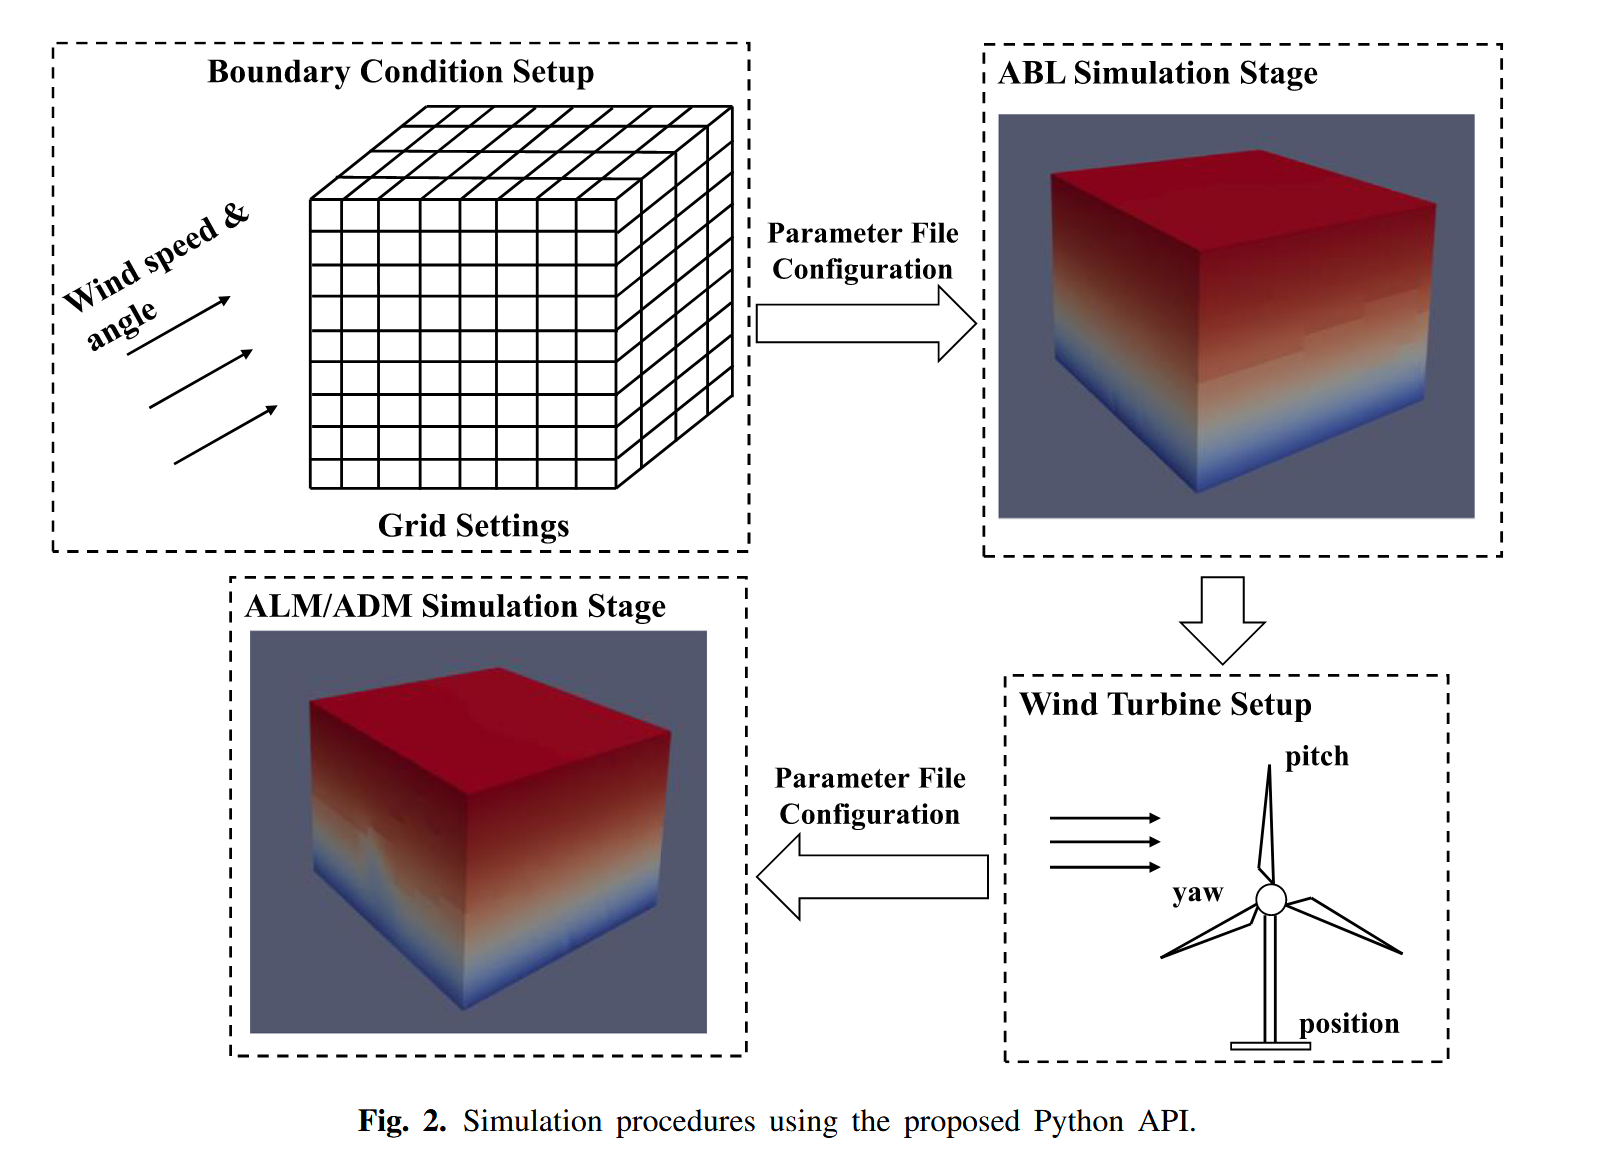 Boundary Condition Setup
Wind speed &
angle
Grid Settings
Parameter File
Configuration
ABL Simulation Stage
Wind Turbine Setup
pitch
yaw
position
Parameter File
Configuration
ALM/ADM Simulation Stage
Fig. 2. Simulation procedures using the proposed Python API.